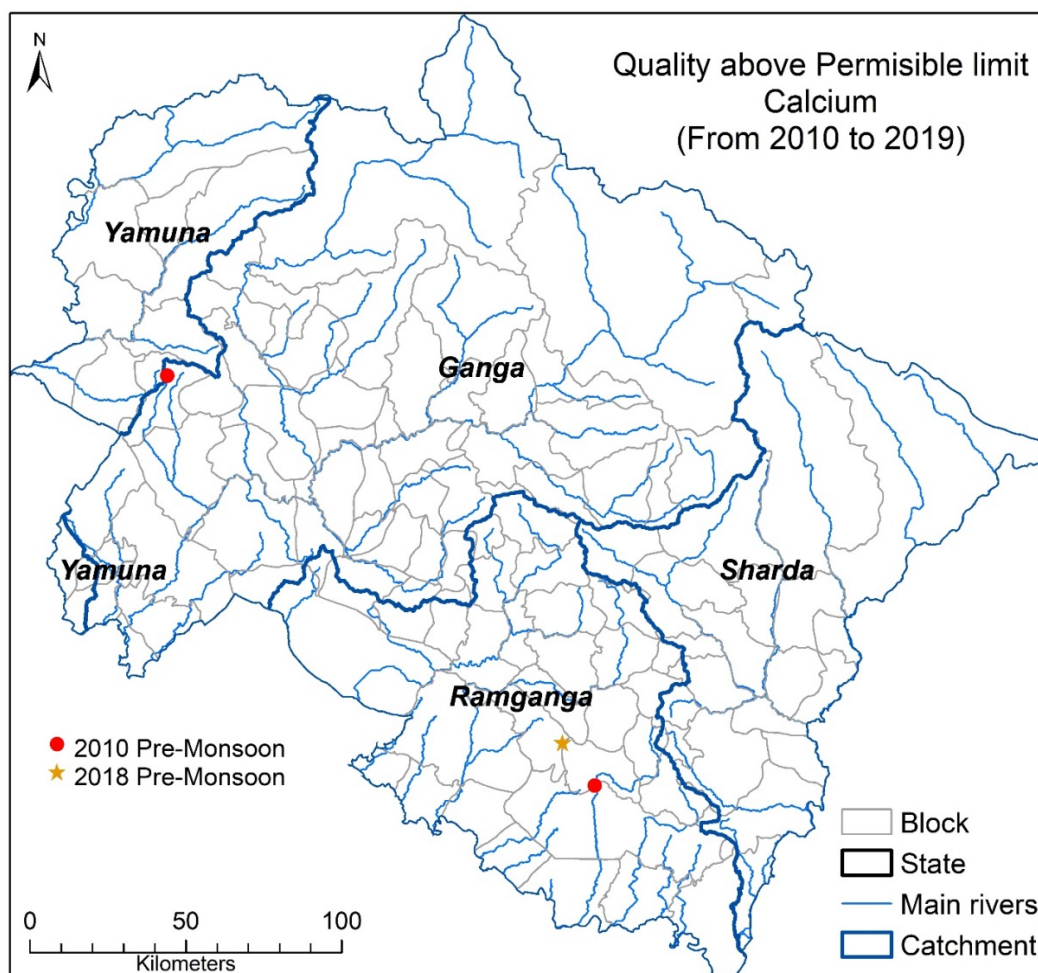 N
Quality above Permisible limit
Calcium
(From 2010 to 2019)
Yamuna
Ganga
Yamuna
Sharda
Ramganga
2010 Pre-Monsoon
2018 Pre-Monsoon
Block
State
Main rivers
Catchment
0 50 100
Kilometers